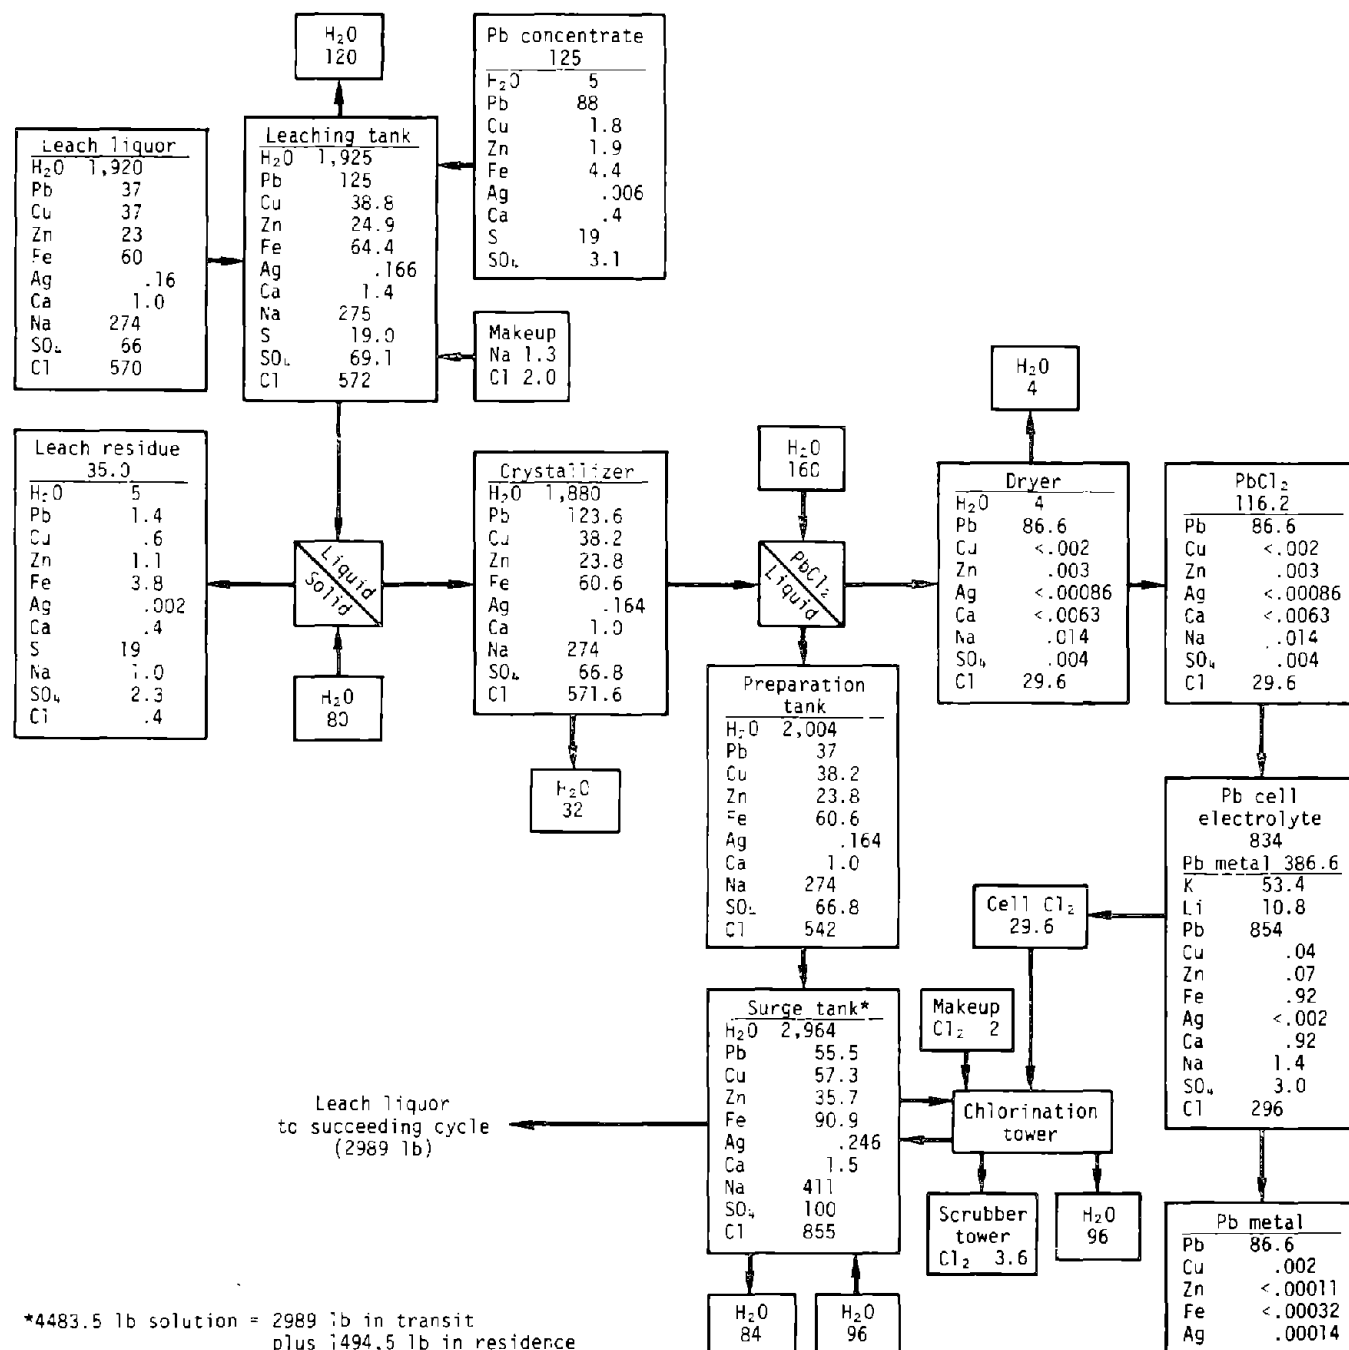 H₂O
120
Pb concentrate
125
H₂O 5
Pb 88
Cu 1.8
Zn 1.9
Fe 4.4
Ag .006
Ca .4
S 19
SO₄ 3.1
Leach liquor
H₂O 1,920
Pb 37
Cu 37
Zn 23
Fe 60
Ag .16
Ca 1.0
Na 274
SO₄ 66
Cl 570
Leaching tank
H₂O 1,925
Pb 125
Cu 38.8
Zn 24.9
Fe 64.4
Ag .166
Ca 1.4
Na 275
S 19.0
SO₄ 69.1
Cl 572
Makeup
Na 1.3
Cl 2.0
Leach residue
35.0
H₂O 5
Pb 1.4
Cu .6
Zn 1.1
Fe 3.8
Ag .002
Ca .4
S 19
Na 1.0
SO₄ 2.3
Cl .4
Liquid
Solid
H₂O
80
Crystallizer
H₂O 1,880
Pb 123.6
Cu 38.2
Zn 23.8
Fe 60.6
Ag .164
Ca 1.0
Na 274
SO₄ 66.8
Cl 571.6
H₂O
32
H₂O
160
PbCl₂
Liquid
H₂O
4
Dryer
H₂O 4
Pb 86.6
Cu <.002
Zn .003
Ag <.00086
Ca <.0063
Na .014
SO₄ .004
Cl 29.6
PbCl₂
116.2
Pb 86.6
Cu <.002
Zn .003
Ag <.00086
Ca <.0063
Na .014
SO₄ .004
Cl 29.6
Preparation
tank
H₂O 2,004
Pb 37
Cu 38.2
Zn 23.8
Fe 60.6
Ag .164
Ca 1.0
Na 274
SO₄ 66.8
Cl 542
Pb cell
electrolyte
834
Pb metal 386.6
K 53.4
Li 10.8
Pb 854
Cu .04
Zn .07
Fe .92
Ag <.002
Ca .92
Na 1.4
SO₄ 3.0
Cl 296
Cell Cl₂
29.6
Surge tank*
H₂O 2,964
Pb 55.5
Cu 57.3
Zn 35.7
Fe 90.9
Ag .246
Ca 1.5
Na 411
SO₄ 100
Cl 855
Makeup
Cl₂ 2
Chlorination
tower
Leach liquor
to succeeding cycle
(2989 lb)
Scrubber
tower
Cl₂ 3.6
H₂O
96
H₂O
84
H₂O
96
Pb metal
Pb 86.6
Cu .002
Zn <.00011
Fe <.00032
Ag .00014
*4483.5 lb solution = 2989 lb in transit
plus 1494.5 lb in residence